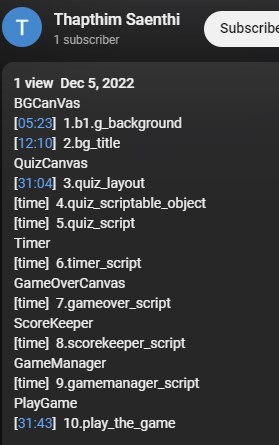 T
Thapthim Saenthi
1 subscriber
Subscribe
1 view  Dec 5, 2022
BGCanVas
[05:23]  1.b1.g_background
[12:10]  2.bg_title
QuizCanvas
[31:04]  3.quiz_layout
[time]  4.quiz_scriptable_object
[time]  5.quiz_script
Timer
[time]  6.timer_script
GameOverCanvas
[time]  7.gameover_script
ScoreKeeper
[time]  8.scorekeeper_script
GameManager
[time]  9.gamemanager_script
PlayGame
[31:43]  10.play_the_game